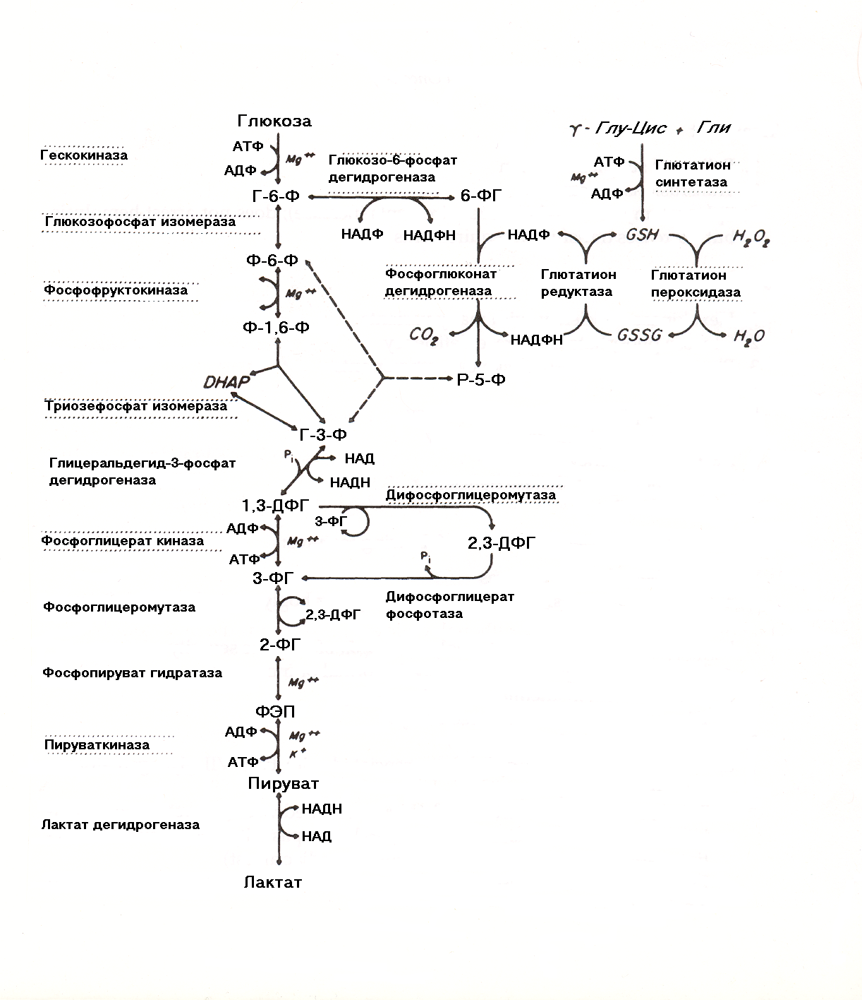 Глюкоза
γ - Глу-Цис + Гли
Гескокиназа
АТФ
Mg⁺⁺
АДФ
Глюкозо-6-фосфат
дегидрогеназа
АТФ
Mg⁺⁺
АДФ
Глютатион
синтетаза
Г-6-Ф
6-ФГ
Глюкозофосфат изомераза
НАДФ
НАДФН
НАДФ
GSH
H₂O₂
Ф-6-Ф
Фосфофруктокиназа
Mg⁺⁺
Фосфоглюконат
дегидрогеназа
Глютатион
редуктаза
Глютатион
пероксидаза
Ф-1,6-Ф
CO₂
НАДФН
GSSG
H₂O
DHAP
Р-5-Ф
Триозефосфат изомераза
Г-3-Ф
Глицеральдегид-3-фосфат
дегидрогеназа
Pi
НАД
НАДН
1,3-ДФГ
Дифосфоглицеромутаза
3-ФГ
Фосфоглицерат киназа
АДФ
Mg⁺⁺
АТФ
2,3-ДФГ
Pi
3-ФГ
Дифосфоглицерат
фосфотаза
Фосфоглицеромутаза
2,3-ДФГ
2-ФГ
Фосфопируват гидратаза
Mg⁺⁺
ФЭП
Пируваткиназа
АДФ
Mg⁺⁺
K⁺
АТФ
Пируват
Лактат дегидрогеназа
НАДН
НАД
Лактат